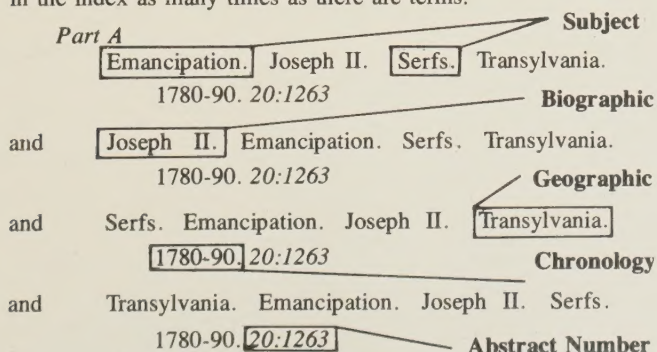 in the index as many times as there are terms.
Subject
Part A
Emancipation. Joseph II. Serfs. Transylvania.
1780-90. 20:1263
Biographic
and Joseph II. Emancipation. Serfs. Transylvania.
1780-90. 20:1263
Geographic
and Serfs. Emancipation. Joseph II. Transylvania.
1780-90. 20:1263
Chronology
and Transylvania. Emancipation. Joseph II. Serfs.
1780-90. 20:1263
Abstract Number